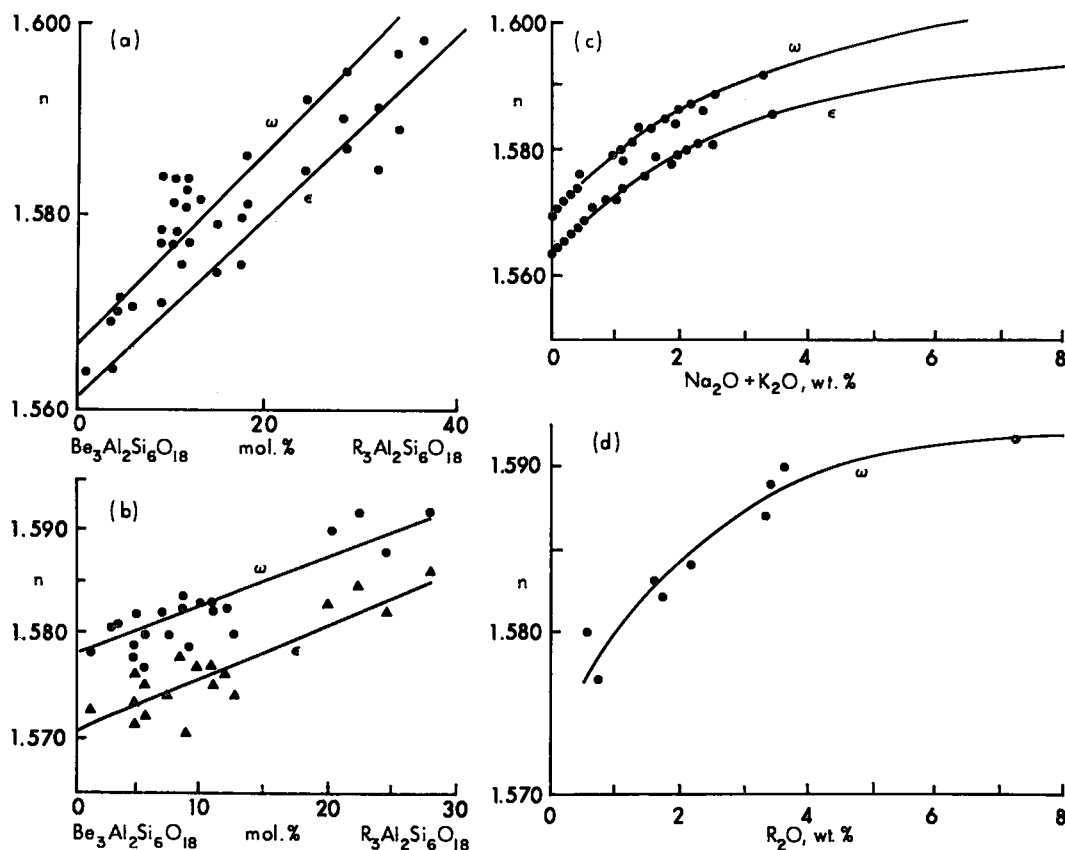 (a)
1.600
n
1.580
1.560
ω
ϵ
0 20 40
Be₃Al₂Si₆O₁₈ mol. % R₃Al₂Si₆O₁₈
(b)
1.590
n
1.580
1.570
ω
ϵ
0 10 20 30
Be₃Al₂Si₆O₁₈ mol. % R₃Al₂Si₆O₁₈
(c)
1.600
n
1.580
1.560
ω
ϵ
0 2 4 6 8
Na₂O + K₂O, wt. %
(d)
1.590
n
1.580
1.570
ω
0 2 4 6 8
R₂O, wt. %